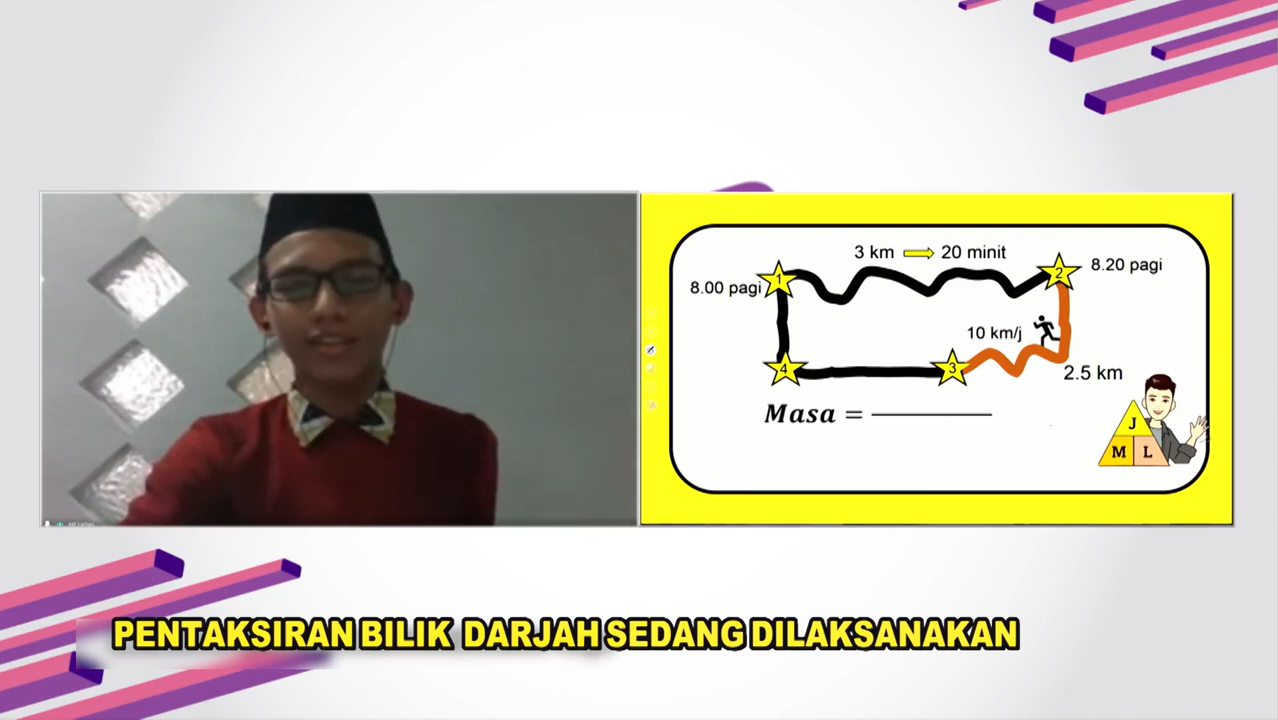 3 km 20 minit
8.00 pagi
1
2
8.20 pagi
10 km/j
4
3
2.5 km
Masa =
J
M L
PENTAKSIRAN BILIK DARJAH SEDANG DILAKSANAKAN